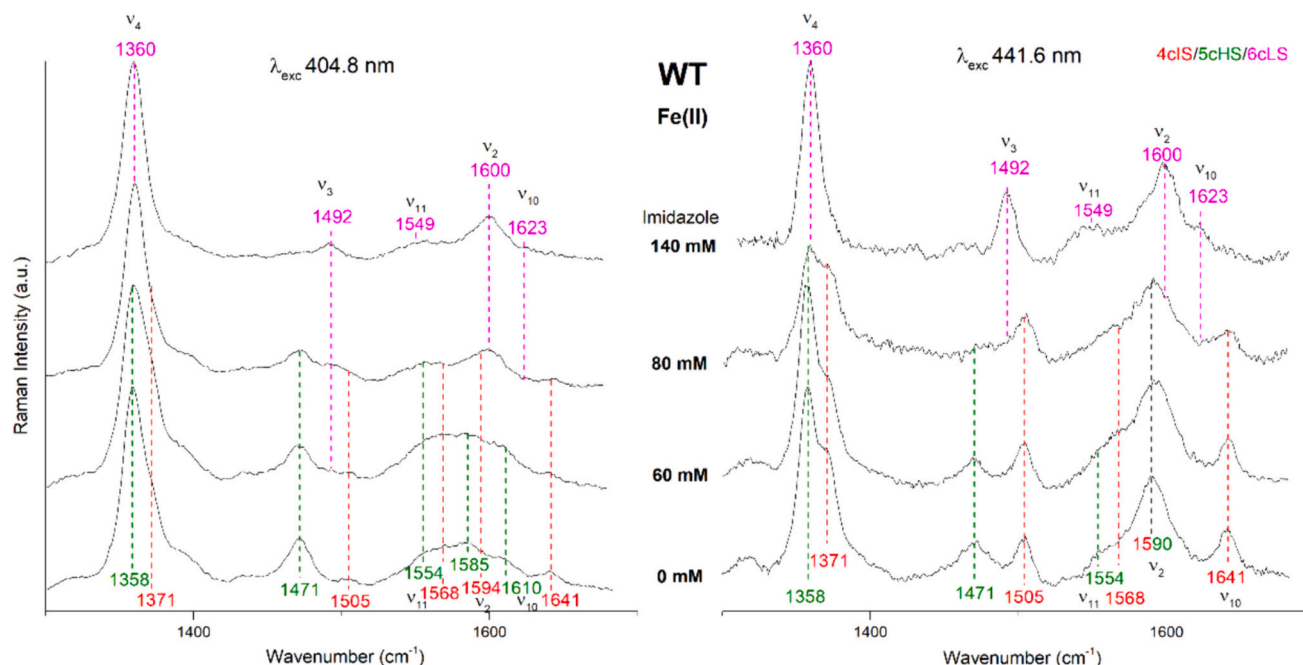 ν4
1360
λexc 404.8 nm
ν3
1492
ν11
1549
ν2
1600
ν10
1623
1358
1371
1471
1505
1554
ν11
1568
1585
1594
ν2
1610
ν10
1641
1400
1600
Wavenumber (cm-1)
Raman Intensity (a.u.)
WT
Fe(II)
Imidazole
140 mM
80 mM
60 mM
0 mM
ν4
1360
λexc 441.6 nm
4cIS/5cHS/6cLS
ν3
1492
ν11
1549
ν2
1600
ν10
1623
1358
1371
1471
1505
1554
ν11
1568
1590
ν2
1641
ν10
1400
1600
Wavenumber (cm-1)